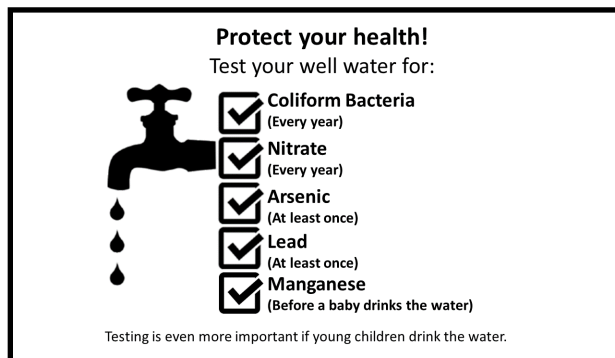 Protect your health!
Test your well water for:
Coliform Bacteria
(Every year)
Nitrate
(Every year)
Arsenic
(At least once)
Lead
(At least once)
Manganese
(Before a baby drinks the water)
Testing is even more important if young children drink the water.